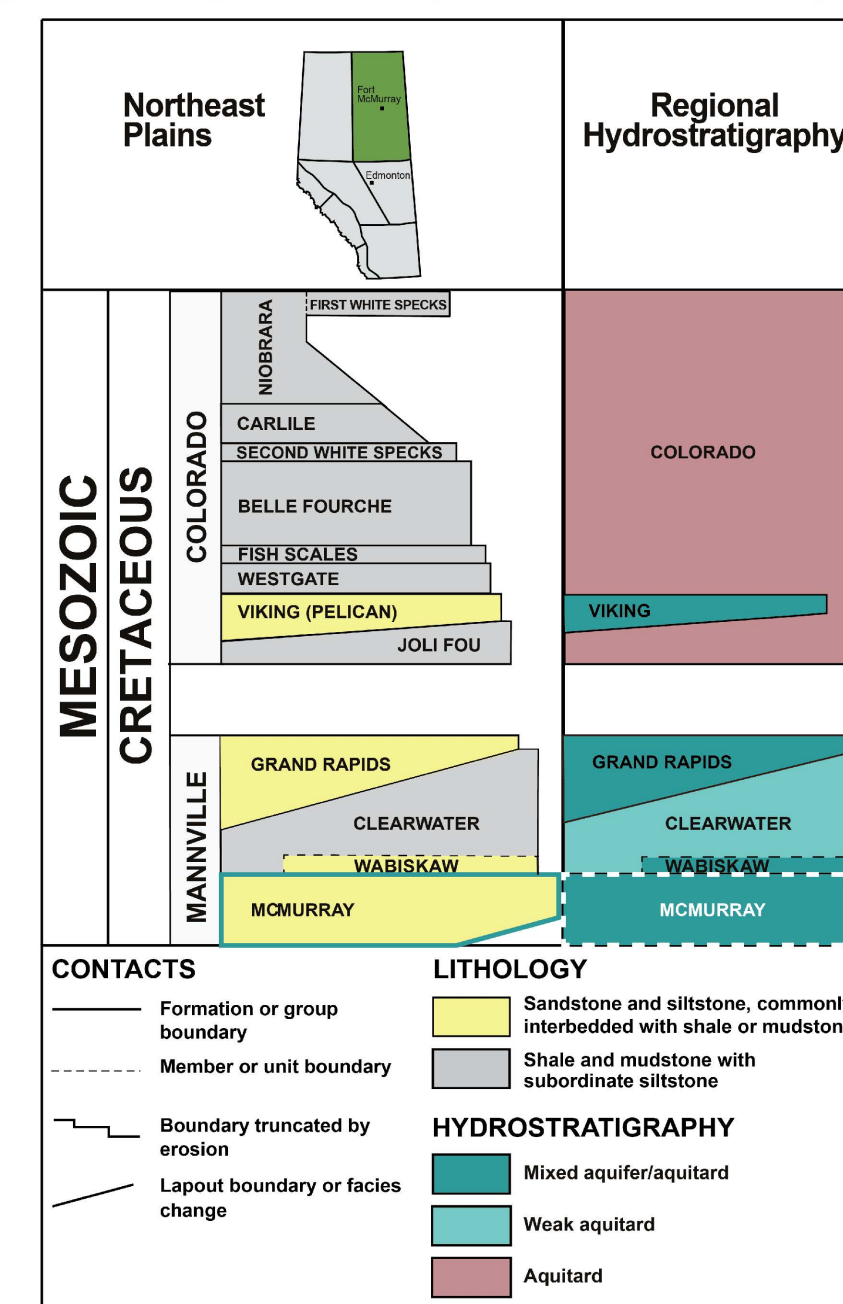 Northeast
Plains
Fort
McMurray
Edmonton
Regional
Hydrostratigraphy
MESOZOIC
CRETACEOUS
COLORADO
NIOBRARA
FIRST WHITE SPECKS
CARLILE
SECOND WHITE SPECKS
BELLE FOURCHE
FISH SCALES
WESTGATE
VIKING (PELICAN)
JOLI FOU
COLORADO
VIKING
MANNVILLE
GRAND RAPIDS
CLEARWATER
WABISKAW
MCMURRAY
GRAND RAPIDS
CLEARWATER
WABISKAW
MCMURRAY
CONTACTS
Formation or group
boundary
Member or unit boundary
Boundary truncated by
erosion
Lapout boundary or facies
change
LITHOLOGY
Sandstone and siltstone, commonly
interbedded with shale or mudston
Shale and mudstone with
subordinate siltstone
HYDROSTRATIGRAPHY
Mixed aquifer/aquitard
Weak aquitard
Aquitard